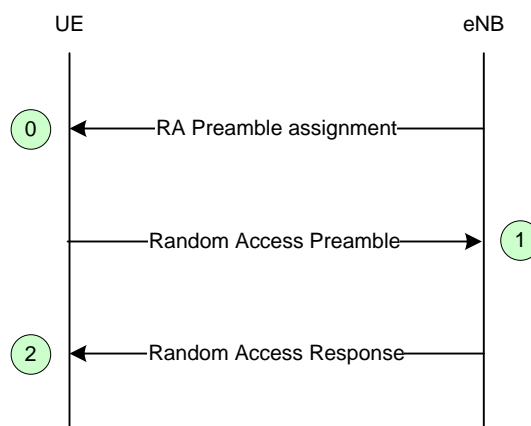 UE
eNB
0
RA Preamble assignment
Random Access Preamble
1
2
Random Access Response